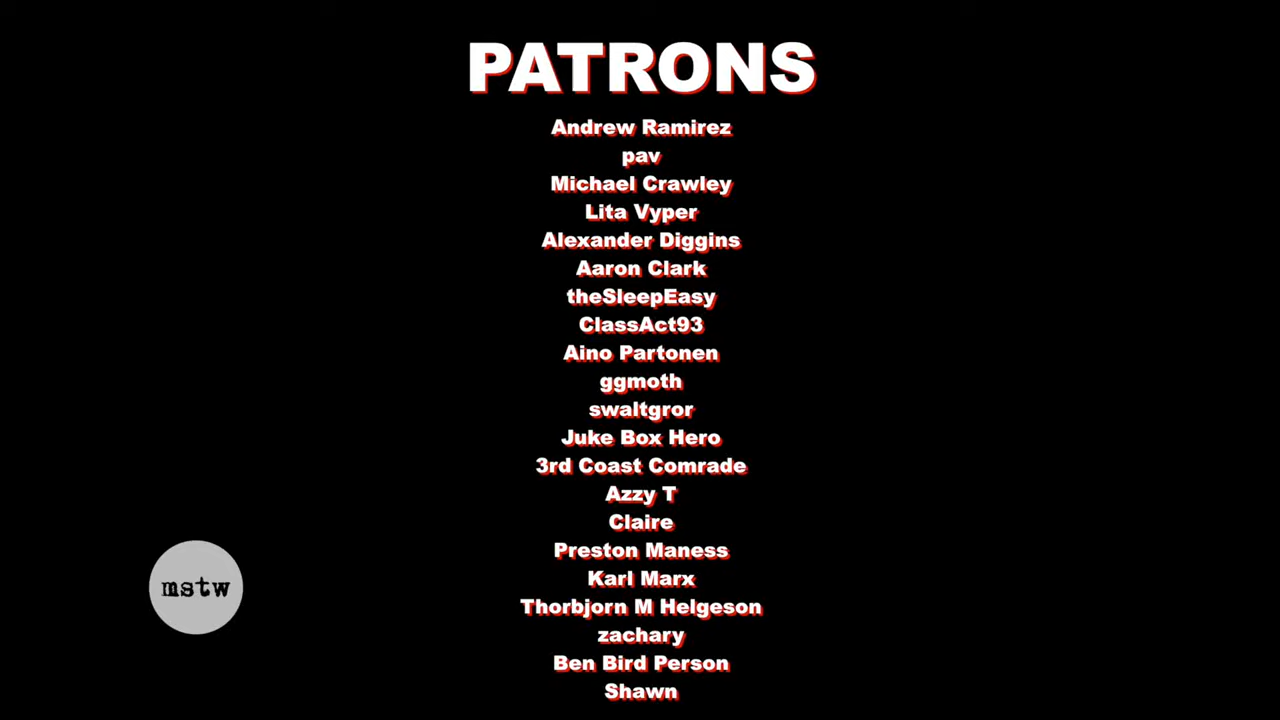 PATRONS
Andrew Ramirez
pav
Michael Crawley
Lita Vyper
Alexander Diggins
Aaron Clark
theSleepEasy
ClassAct93
Aino Partonen
ggmoth
swaltgror
Juke Box Hero
3rd Coast Comrade
Azzy T
Claire
Preston Maness
Karl Marx
Thorbjorn M Helgeson
zachary
Ben Bird Person
Shawn
mstw